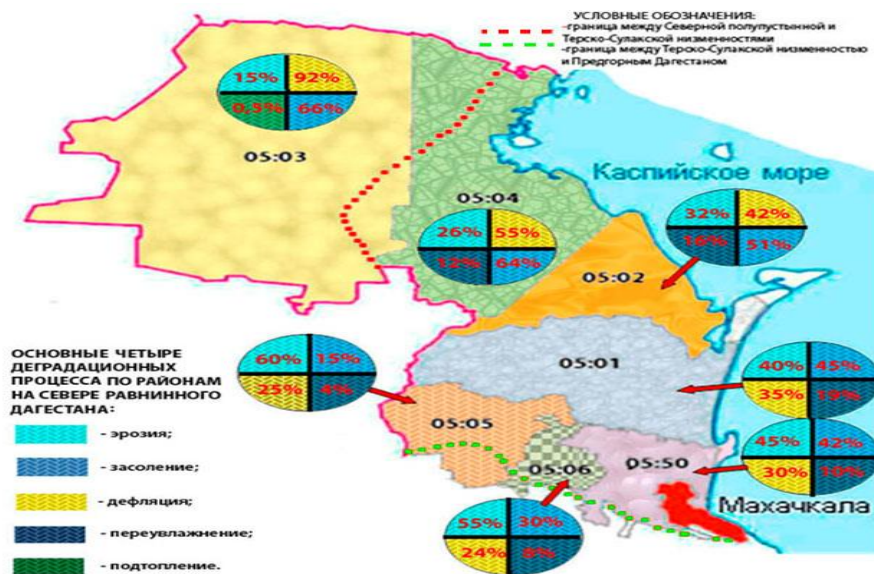 УСЛОВНЫЕ ОБОЗНАЧЕНИЯ:
-граница между Северной полупустынной и
Терско-Сулакской низменностями
-граница между Терско-Сулакской низменностью
и Предгорным Дагестаном
15% 92%
0,5% 66%
05:03
Каспийское море
05:04
26% 55%
12% 64%
32% 42%
16% 51%
05:02
ОСНОВНЫЕ ЧЕТЫРЕ
ДЕГРАДАЦИОННЫХ
ПРОЦЕССА ПО РАЙОНАМ
НА СЕВЕРЕ РАВНИННОГО
ДАГЕСТАНА:
- эрозия;
- засоление;
- дефляция;
- переувлажнение;
- подтопление.
60% 15%
25% 4%
05:01
40% 45%
35% 19%
05:05
05:06
05:50
45% 42%
30% 10%
Махачкала
55% 30%
24% 8%